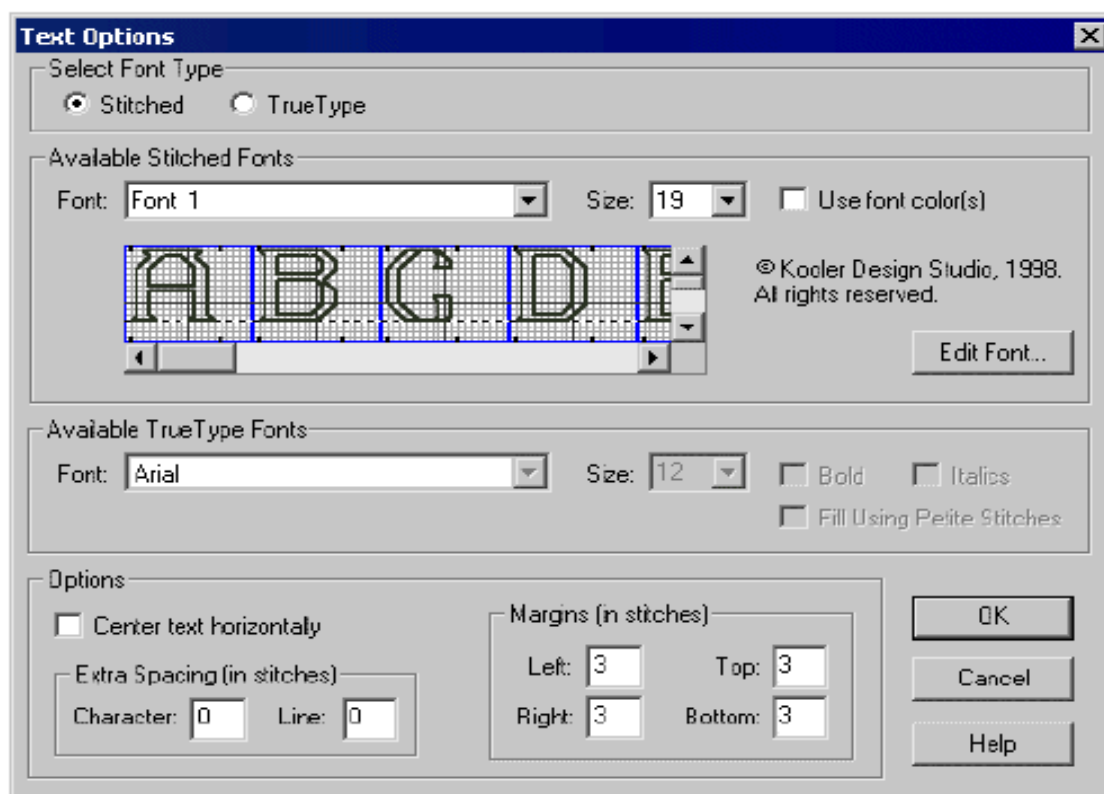 Text Options
Select Font Type
Stitched TrueType
Available Stitched Fonts
Font: Font 1 Size: 19 Use font color(s)
A B C D E
© Kooler Design Studio, 1998.
All rights reserved.
Edit Font...
Available TrueType Fonts
Font: Arial Size: 12 Bold Italics
Fill Using Petite Stitches
Options
Center text horizontally
Extra Spacing (in stitches)
Character: 0 Line: 0
Margins (in stitches)
Left: 3 Top: 3
Right: 3 Bottom: 3
OK
Cancel
Help